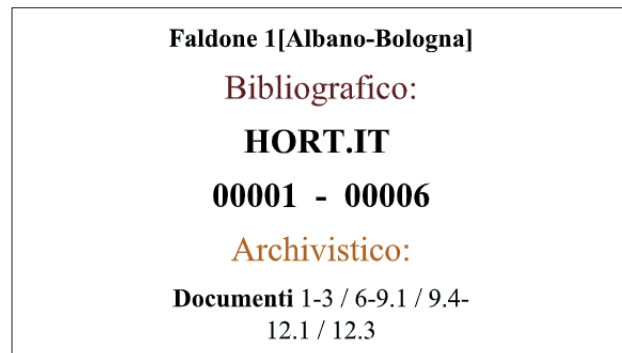 Faldone 1[Albano-Bologna]
Bibliografico:
HORT.IT
00001 - 00006
Archivistico:
Documenti 1-3 / 6-9.1 / 9.4-
12.1 / 12.3